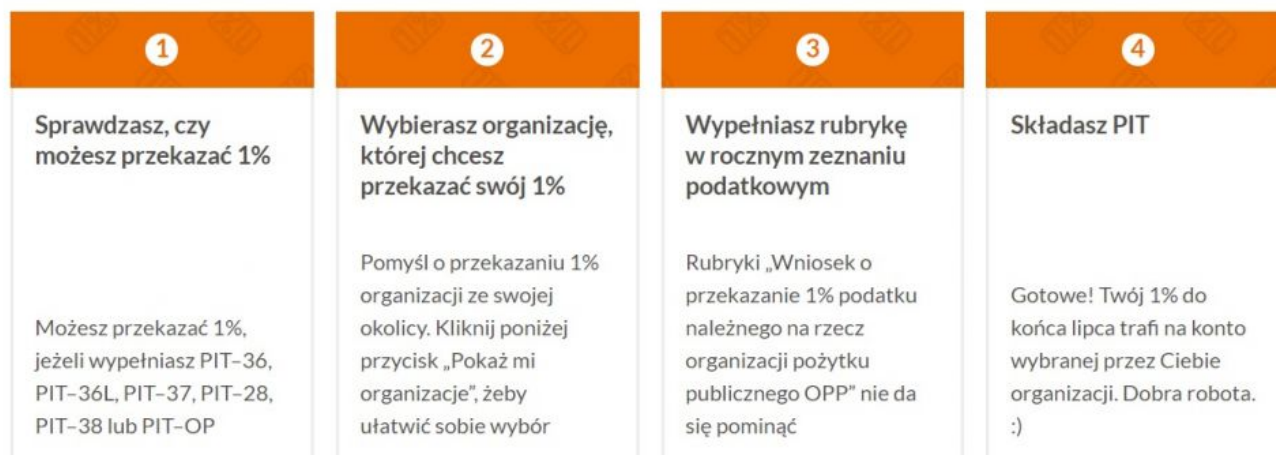 1
Sprawdzasz, czy
możesz przekazać 1%
Możesz przekazać 1%,
jeżeli wypełniasz PIT–36,
PIT–36L, PIT–37, PIT–28,
PIT–38 lub PIT–OP
2
Wybierasz organizację,
której chcesz
przekazać swój 1%
Pomyśl o przekazaniu 1%
organizacji ze swojej
okolicy. Kliknij poniżej
przycisk „Pokaż mi
organizacje”, żeby
ułatwić sobie wybór
3
Wypełniasz rubrykę
w rocznym zeznaniu
podatkowym
Rubryki „Wniosek o
przekazanie 1% podatku
należnego na rzecz
organizacji pożytku
publicznego OPP” nie da
się pominąć
4
Składasz PIT
Gotowe! Twój 1% do
końca lipca trafi na konto
wybranej przez Ciebie
organizacji. Dobra robota.
:)